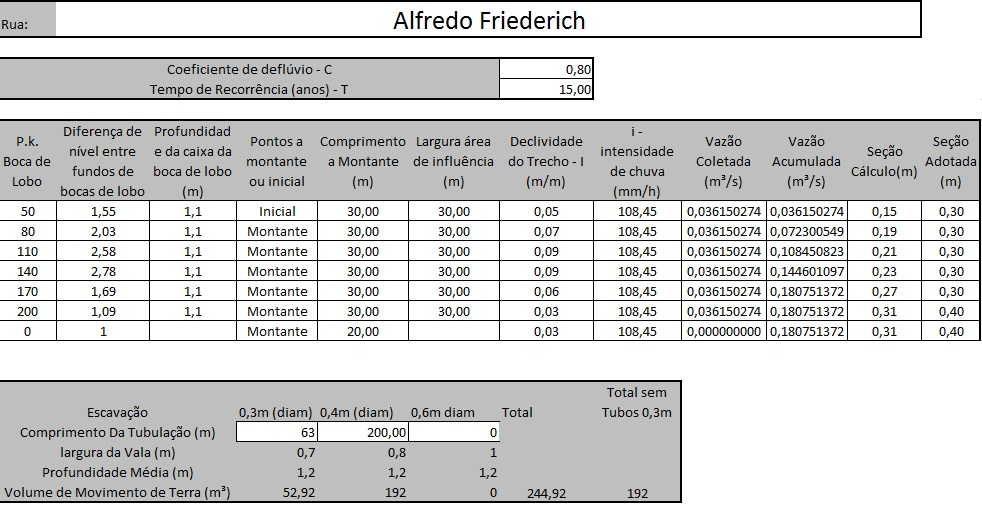 Rua: Alfredo Friederich
Coeficiente de deflúvio - C 0,80
Tempo de Recorrência (anos) - T 15,00
P.k. Boca de Lobo Diferença de nível entre fundos de bocas de lobo Profundidad e da caixa da boca de lobo (m) Pontos a montante ou inicial Comprimento a Montante (m) Largura área de influência (m) Declividade do Trecho - I (m/m) i - intensidade de chuva (mm/h) Vazão Coletada (m³/s) Vazão Acumulada (m³/s) Seção Cálculo(m) Seção Adotada (m)
50 1,55 1,1 Inicial 30,00 30,00 0,05 108,45 0,036150274 0,036150274 0,15 0,30
80 2,03 1,1 Montante 30,00 30,00 0,07 108,45 0,036150274 0,072300549 0,19 0,30
110 2,58 1,1 Montante 30,00 30,00 0,09 108,45 0,036150274 0,108450823 0,21 0,30
140 2,78 1,1 Montante 30,00 30,00 0,09 108,45 0,036150274 0,144601097 0,23 0,30
170 1,69 1,1 Montante 30,00 30,00 0,06 108,45 0,036150274 0,180751372 0,27 0,30
200 1,09 1,1 Montante 30,00 30,00 0,03 108,45 0,036150274 0,180751372 0,31 0,40
0 1 Montante 20,00 0,03 108,45 0,000000000 0,180751372 0,31 0,40
Escavação 0,3m (diam) 0,4m (diam) 0,6m diam Total Total sem Tubos 0,3m
Comprimento Da Tubulação (m) 63 200,00 0
largura da Vala (m) 0,7 0,8 1
Profundidade Média (m) 1,2 1,2 1,2
Volume de Movimento de Terra (m³) 52,92 192 0 244,92 192